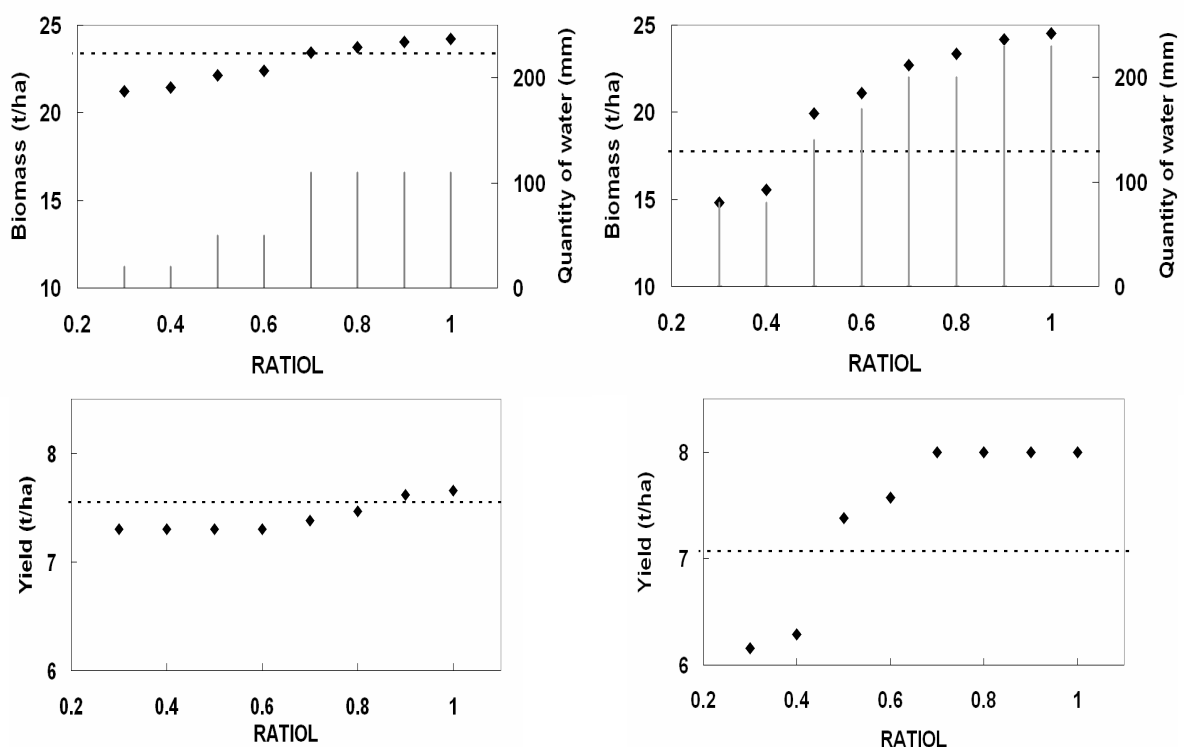 25
20
15
10
Biomass (t/ha)
200
100
0
Quantity of water (mm)
0.2 0.4 0.6 0.8 1
RATIOL
25
20
15
10
Biomass (t/ha)
200
100
0
Quantity of water (mm)
0.2 0.4 0.6 0.8 1
RATIOL
8
7
6
Yield (t/ha)
0.2 0.4 0.6 0.8 1
RATIOL
8
7
6
Yield (t/ha)
0.2 0.4 0.6 0.8 1
RATIOL